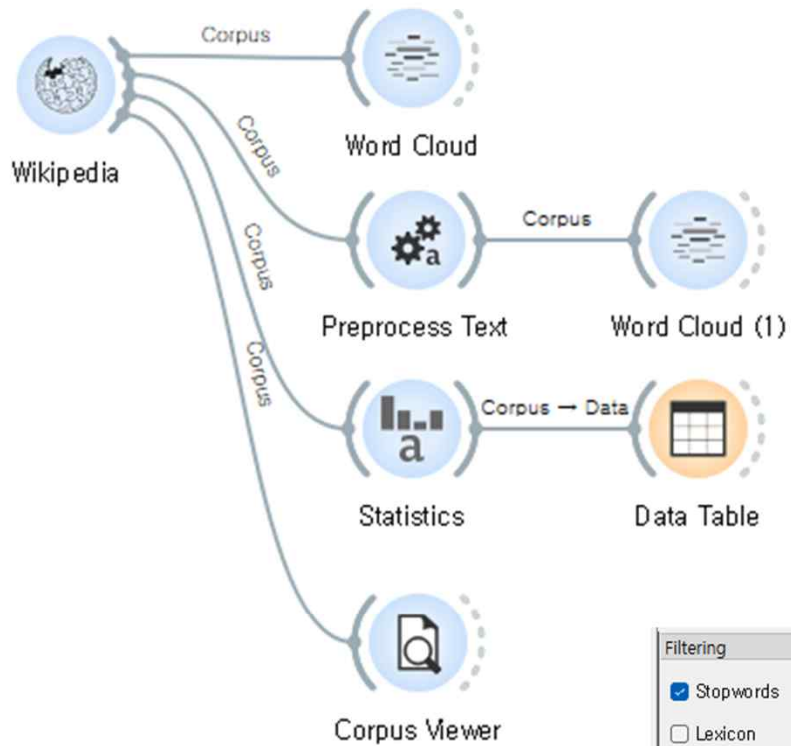 Corpus
Wikipedia
Word Cloud
Corpus
Corpus
a
Preprocess Text
Word Cloud (1)
Corpus
Corpus → Data
a
Statistics
Data Table
Corpus
Corpus Viewer
Filtering
Stopwords
Lexicon